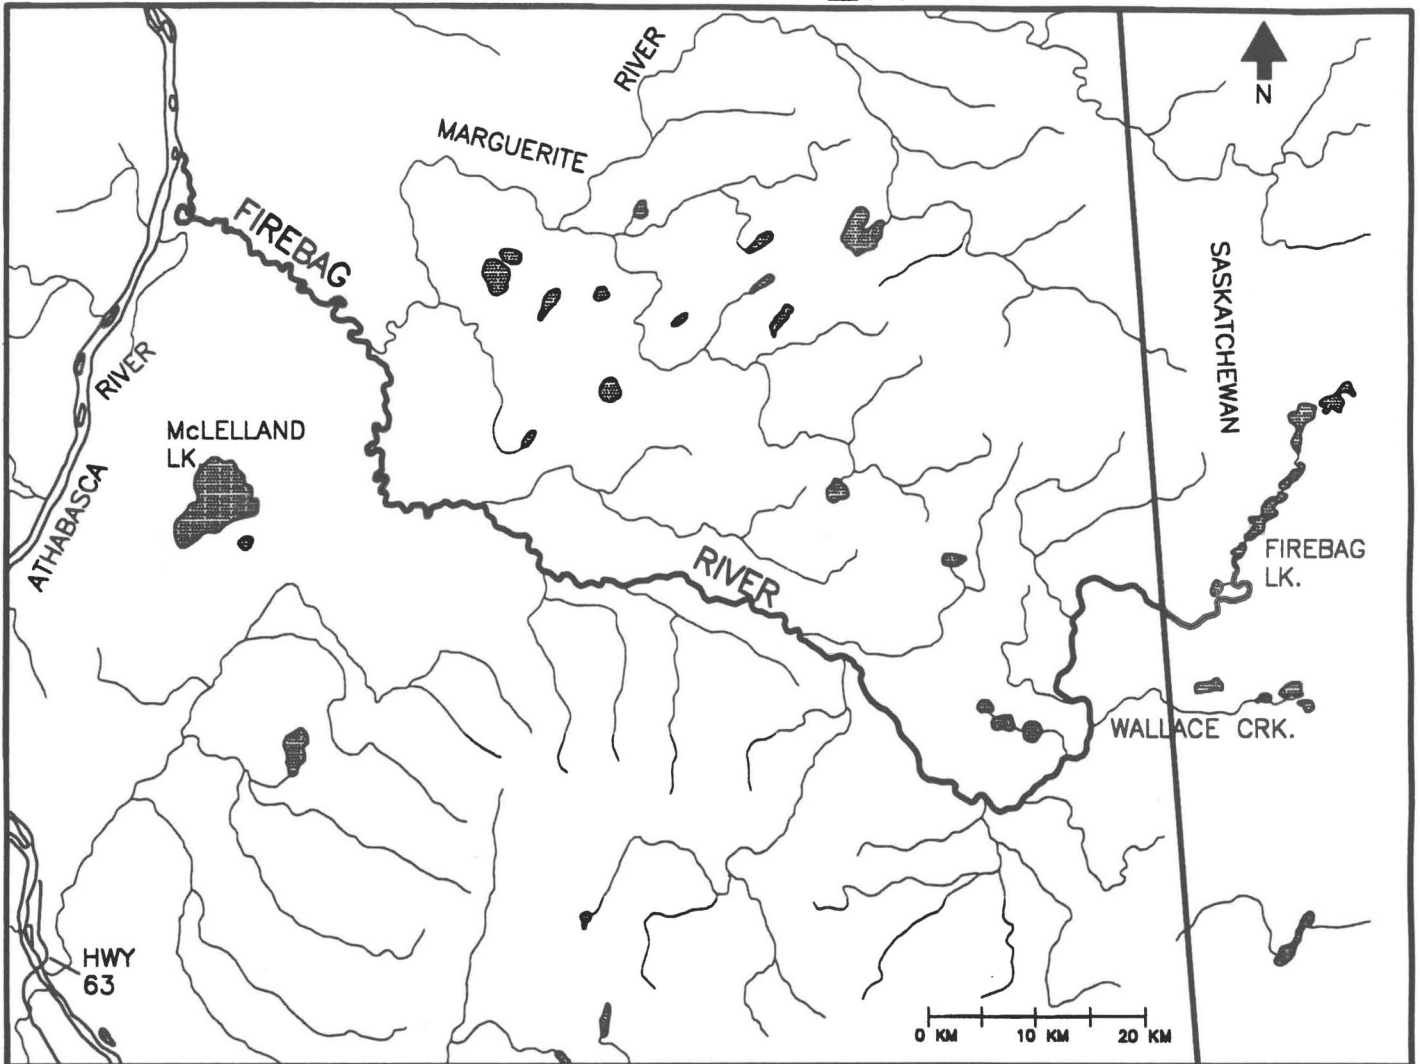 RIVER
N
MARGUERITE
FIREBAG
SASKATCHEWAN
RIVER
McLELLAND
LK.
ATHABASCA
FIREBAG
LK.
RIVER
WALLACE CRK.
HWY
63
0 KM 10 KM 20 KM